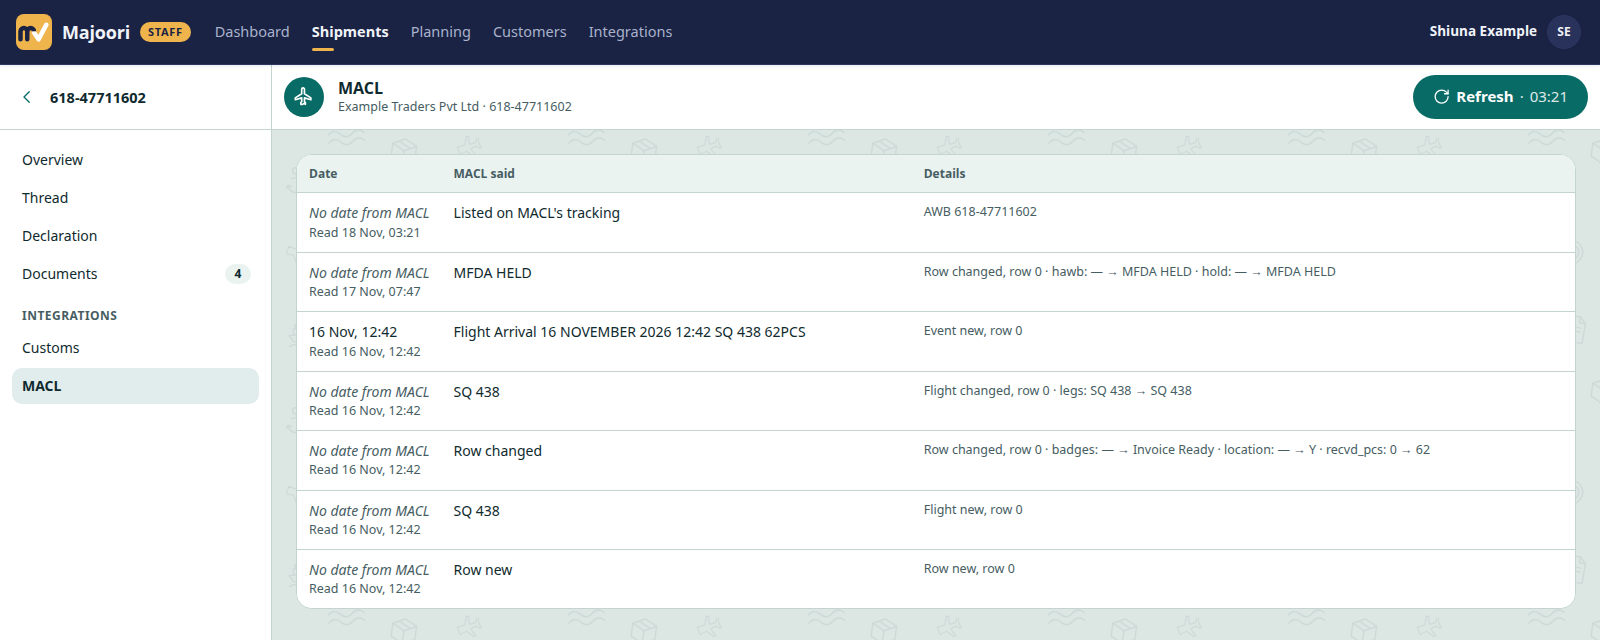 Majoori STAFF Dashboard Shipments Planning Customers Integrations Shiuna Example SE
618-47711602
MACL
Example Traders Pvt Ltd · 618-47711602
Refresh · 03:21
Overview
Thread
Declaration
Documents 4
INTEGRATIONS
Customs
MACL
Date MACL said Details
No date from MACL Listed on MACL's tracking AWB 618-47711602
Read 18 Nov, 03:21
No date from MACL MFDA HELD Row changed, row 0 · hawb: — → MFDA HELD · hold: — → MFDA HELD
Read 17 Nov, 07:47
16 Nov, 12:42 Flight Arrival 16 NOVEMBER 2026 12:42 SQ 438 62PCS Event new, row 0
Read 16 Nov, 12:42
No date from MACL SQ 438 Flight changed, row 0 · legs: SQ 438 → SQ 438
Read 16 Nov, 12:42
No date from MACL Row changed Row changed, row 0 · badges: — → Invoice Ready · location: — → Y · recvd_pcs: 0 → 62
Read 16 Nov, 12:42
No date from MACL SQ 438 Flight new, row 0
Read 16 Nov, 12:42
No date from MACL Row new Row new, row 0
Read 16 Nov, 12:42